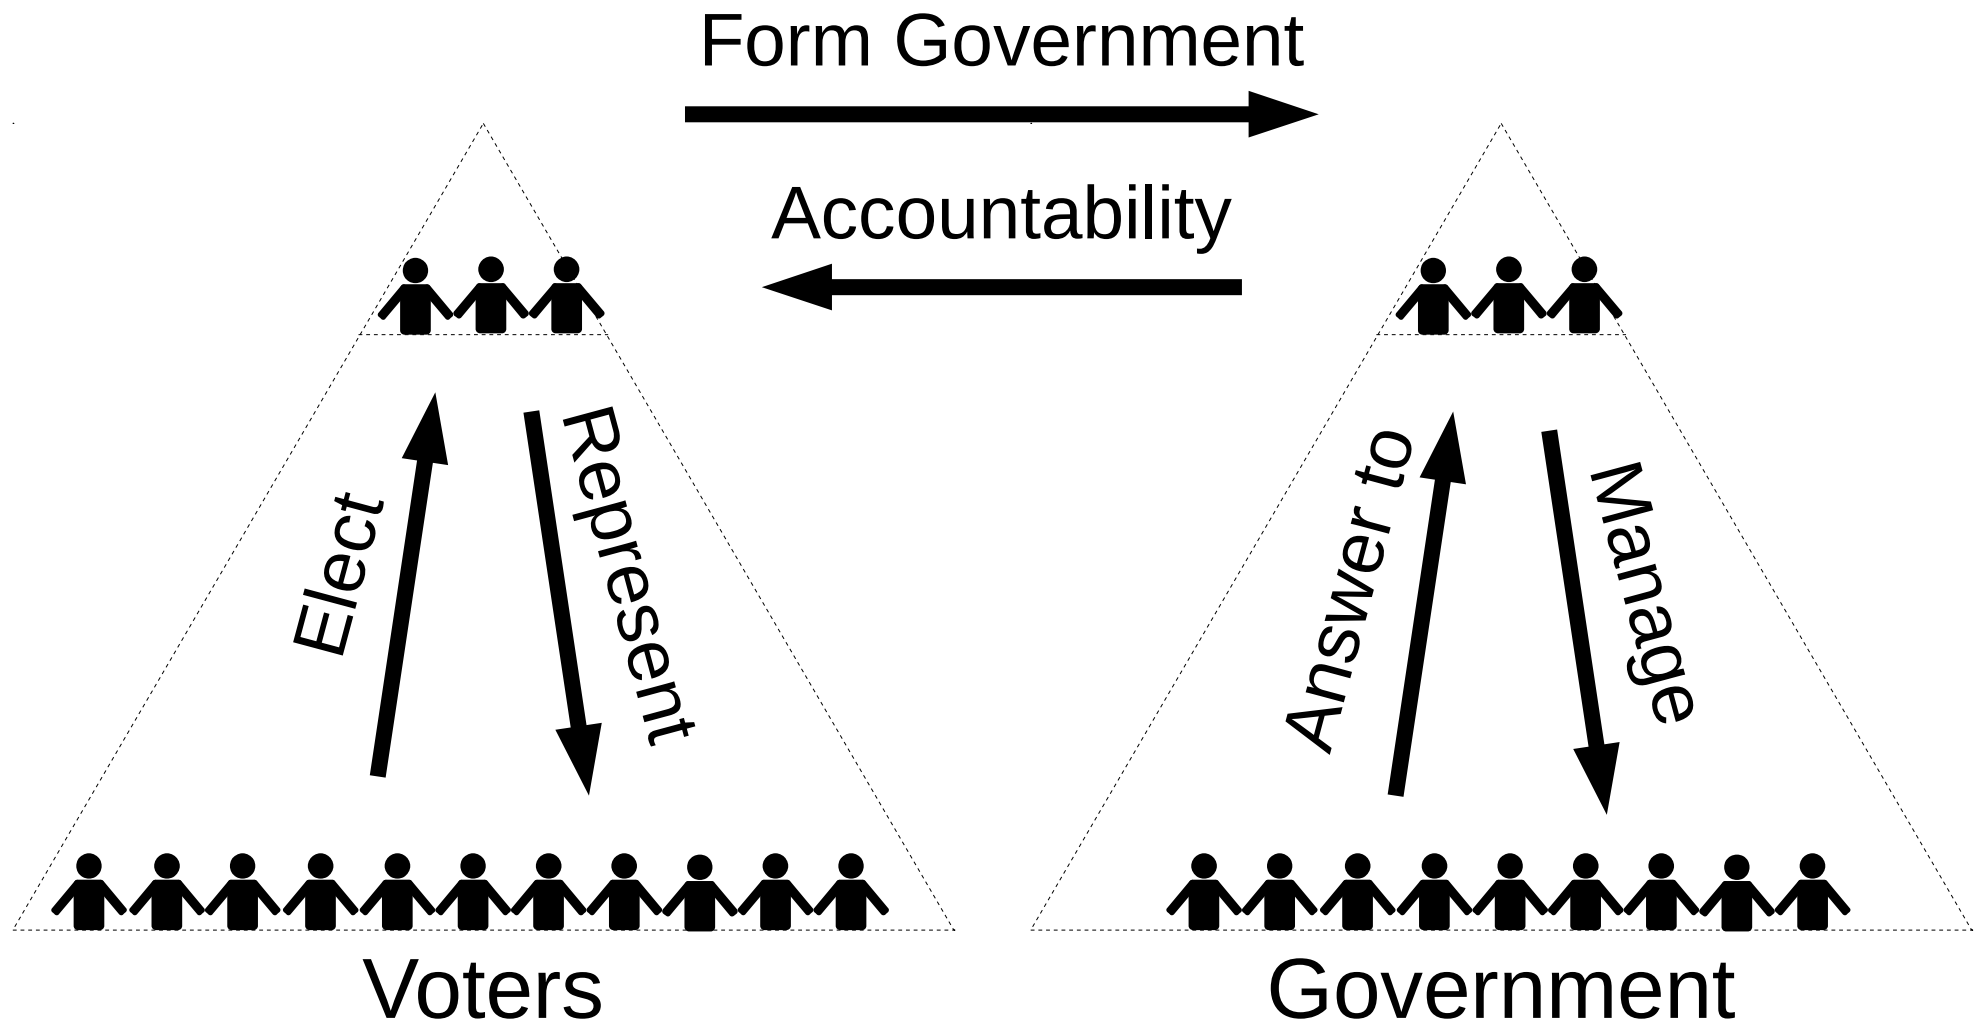 Form Government
Accountability
Elect
Represent
Answer to
Manage
Voters
Government